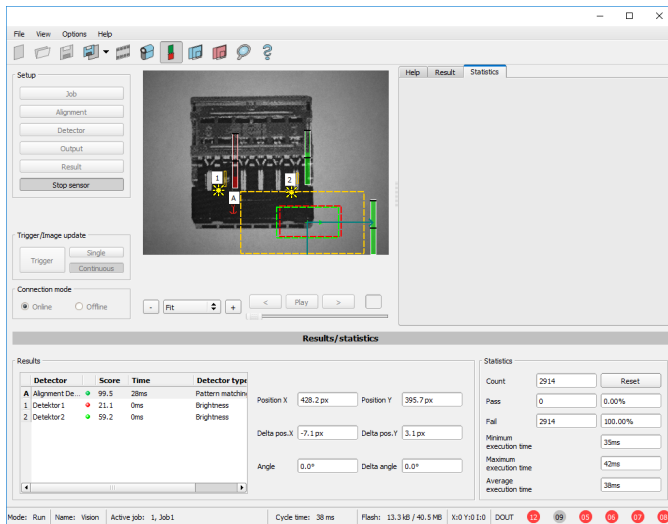 File View Options Help
Setup
Job
Alignment
Detector
Output
Result
Stop sensor
Trigger/Image update
Trigger
Single
Continuous
Connection mode
Online Offline
1
2
A
- Fit +
< Play >
Help Result Statistics
Results/statistics
Results
Detector Score Time Detector type
A Alignment De... 99.5 28ms Pattern matching
1 Detektor1 21.1 0ms Brightness
2 Detektor2 59.2 0ms Brightness
Position X 428.2 px Position Y 395.7 px
Delta pos.X -7.1 px Delta pos.Y 3.1 px
Angle 0.0° Delta angle 0.0°
Statistics
Count 2914 Reset
Pass 0 0.00%
Fail 2914 100.00%
Minimum
execution time 35ms
Maximum
execution time 42ms
Average
execution time 38ms
Mode: Run Name: Vision Active job: 1, Job1 Cycle time: 38 ms Flash: 13.3 kB / 40.5 MB X:0 Y:0 I:0 DOUT 12 09 05 06 07 08